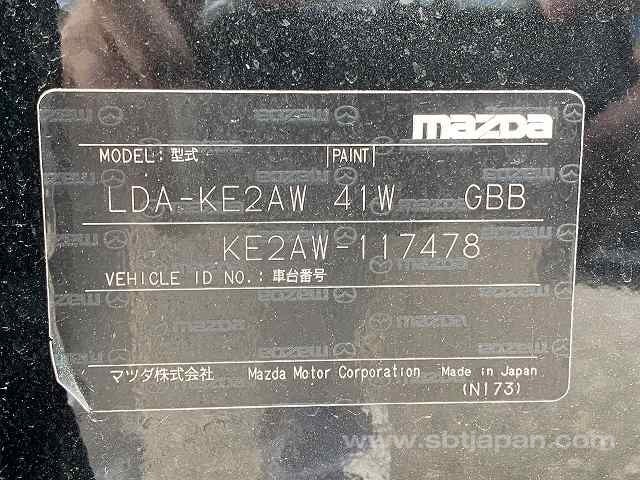 mazda
MODEL: 型式 PAINT
LDA-KE2AW 41W GBB
KE2AW-117478
VEHICLE ID NO.: 車台番号
マツダ株式会社 Mazda Motor Corporation Made in Japan
(N173)
www.sbtjapan.com